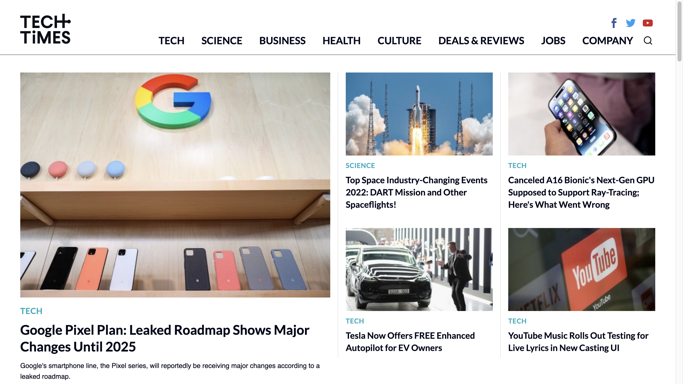 TECH
TiMES
TECH
SCIENCE
BUSINESS
HEALTH
CULTURE
DEALS & REVIEWS
JOBS
COMPANY
TECH
Google Pixel Plan: Leaked Roadmap Shows Major
Changes Until 2025
Google's smartphone line, the Pixel series, will reportedly be receiving major changes according to a
leaked roadmap.
SCIENCE
Top Space Industry-Changing Events
2022: DART Mission and Other
Spaceflights!
TECH
Canceled A16 Bionic's Next-Gen GPU
Supposed to Support Ray-Tracing;
Here's What Went Wrong
TECH
Tesla Now Offers FREE Enhanced
Autopilot for EV Owners
NETFLIX
YouTube
YouTube
TECH
YouTube Music Rolls Out Testing for
Live Lyrics in New Casting UI